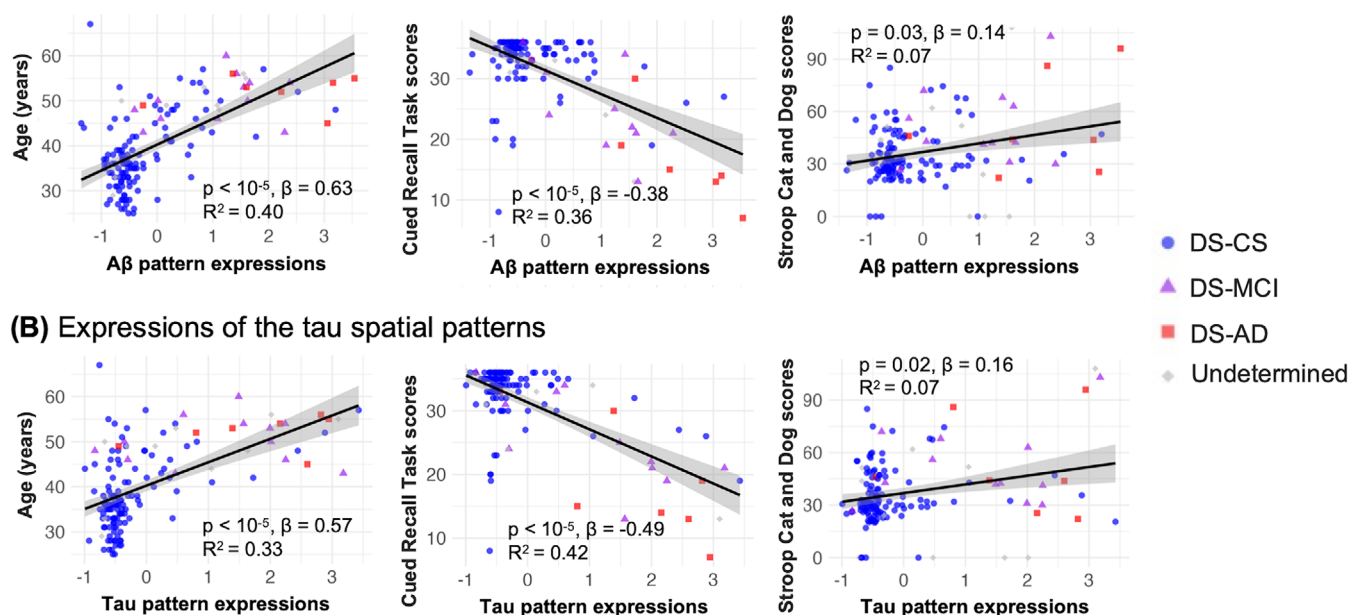 Age (years)
60
50
40
30
p < 10⁻⁵, β = 0.63
R² = 0.40
-1 0 1 2 3
Aβ pattern expressions
Cued Recall Task scores
30
20
10
p < 10⁻⁵, β = -0.38
R² = 0.36
-1 0 1 2 3
Aβ pattern expressions
Stroop Cat and Dog scores
p = 0.03, β = 0.14
R² = 0.07
90
60
30
0
-1 0 1 2 3
Aβ pattern expressions
DS-CS
DS-MCI
DS-AD
Undetermined
(B) Expressions of the tau spatial patterns
Age (years)
60
50
40
30
p < 10⁻⁵, β = 0.57
R² = 0.33
-1 0 1 2 3
Tau pattern expressions
Cued Recall Task scores
30
20
10
p < 10⁻⁵, β = -0.49
R² = 0.42
-1 0 1 2 3
Tau pattern expressions
Stroop Cat and Dog scores
p = 0.02, β = 0.16
R² = 0.07
90
60
30
0
-1 0 1 2 3
Tau pattern expressions